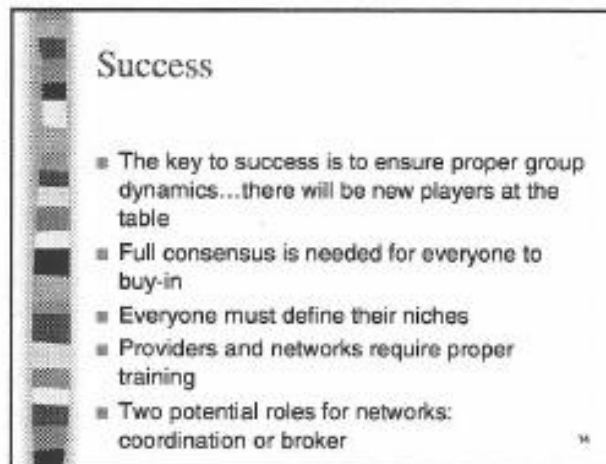 Success
The key to success is to ensure proper group
dynamics...there will be new players at the
table
Full consensus is needed for everyone to
buy-in
Everyone must define their niches
Providers and networks require proper
training
Two potential roles for networks:
coordination or broker